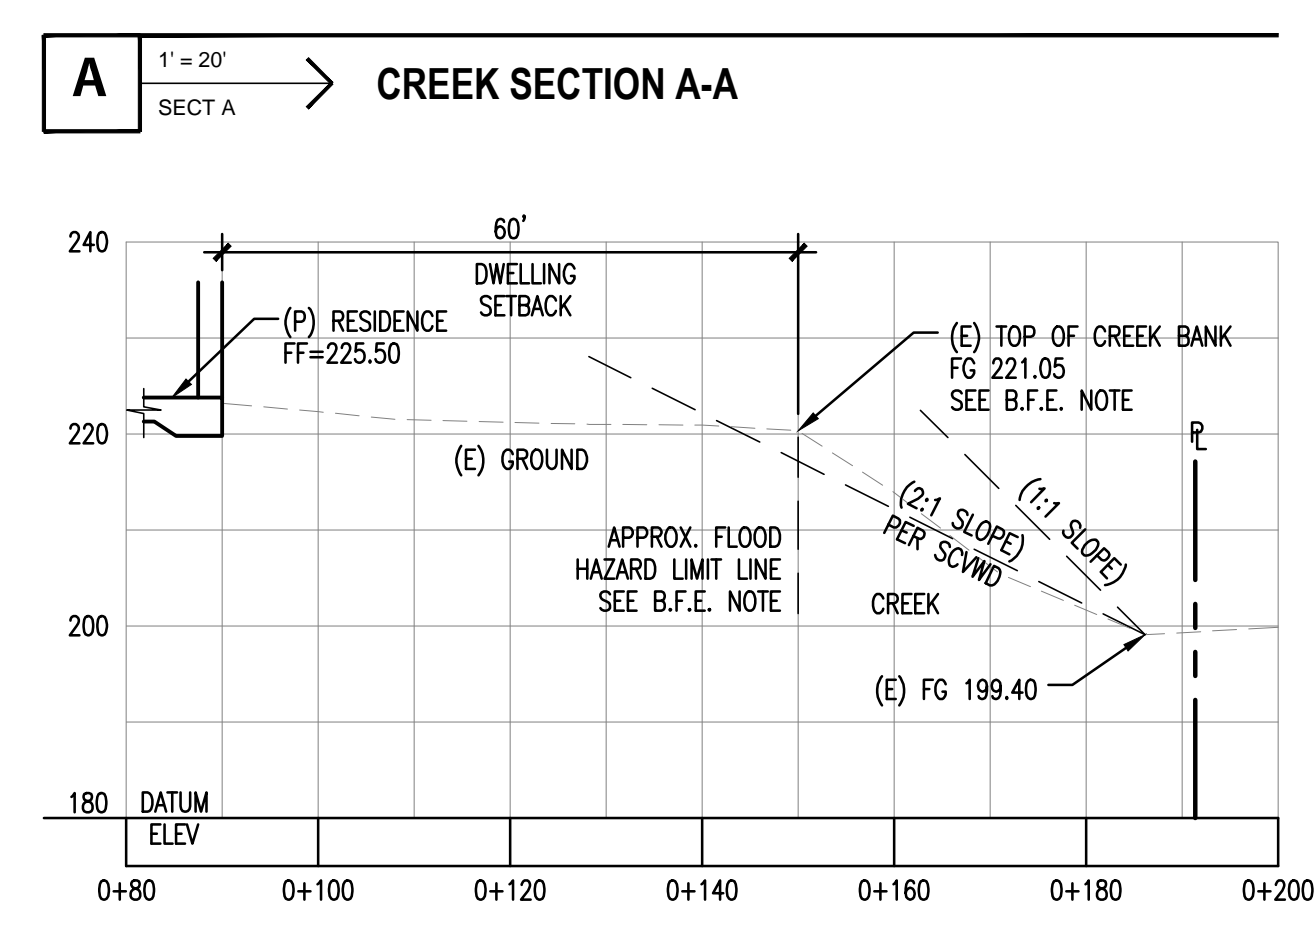 A
1' = 20'
SECT A
CREEK SECTION A-A
60'
DWELLING
SETBACK
(P) RESIDENCE
FF=225.50
(E) TOP OF CREEK BANK
FG 221.05
SEE B.F.E. NOTE
PL
(E) GROUND
(2:1 SLOPE)
PER SCVWD
(1:1 SLOPE)
APPROX. FLOOD
HAZARD LIMIT LINE
SEE B.F.E. NOTE
CREEK
(E) FG 199.40
240
220
200
180
DATUM
ELEV
0+80
0+100
0+120
0+140
0+160
0+180
0+200